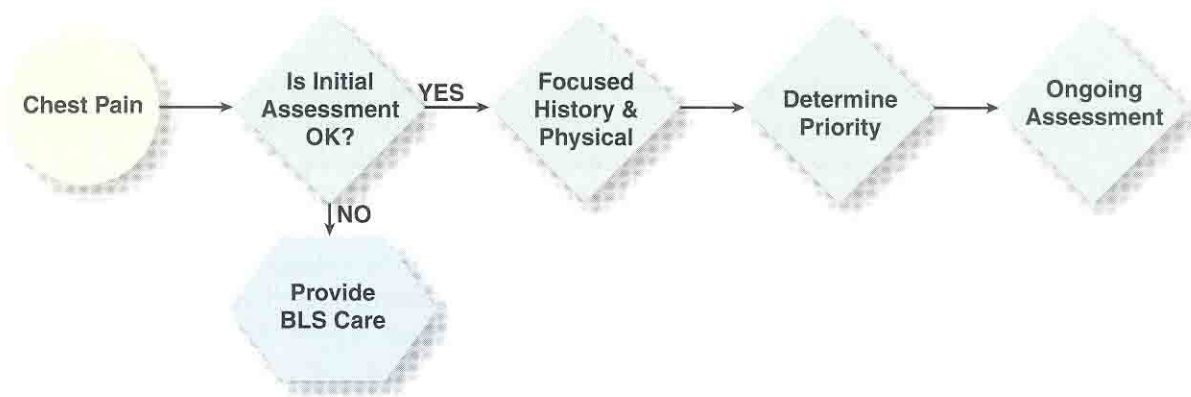 Chest Pain
Is Initial
Assessment
OK?
YES
Focused
History &
Physical
Determine
Priority
Ongoing
Assessment
NO
Provide
BLS Care